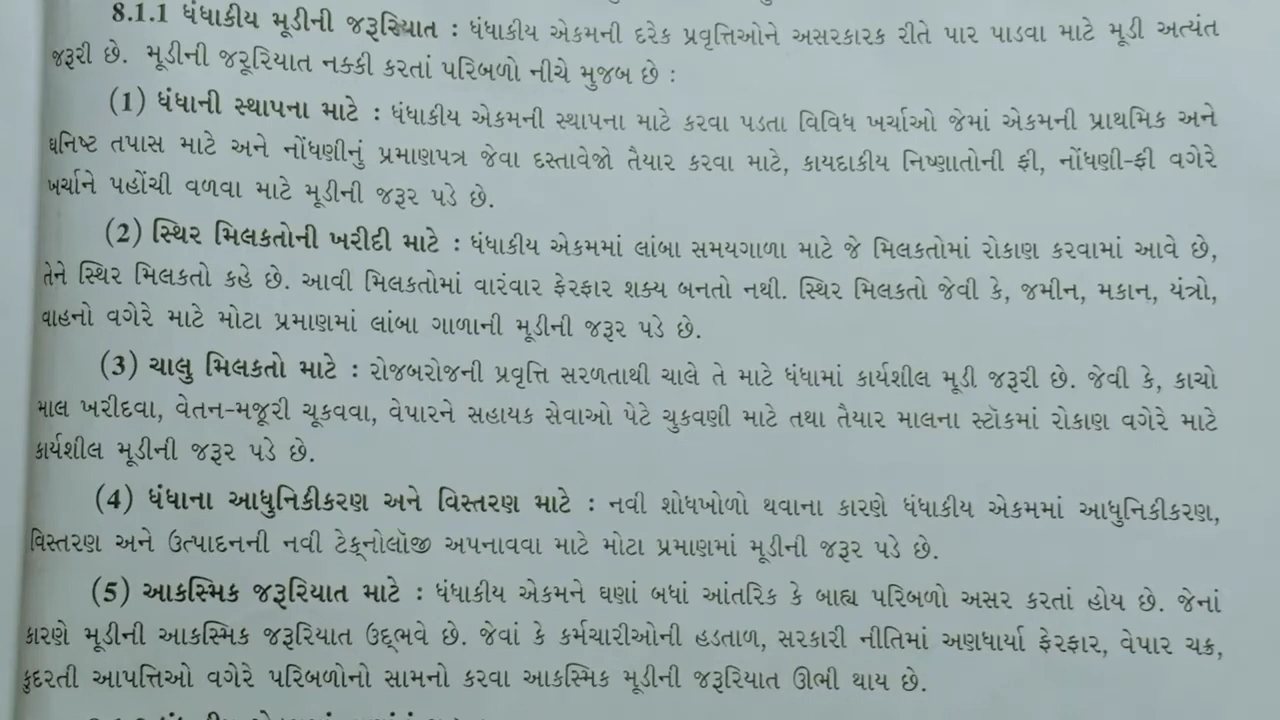 8.1.1 ધંધાકીય મૂડીની જરૂરિયાત : ધંધાકીય એકમની દરેક પ્રવૃત્તિઓને અસરકારક રીતે પાર પાડવા માટે મૂડી અત્યંત
જરૂરી છે. મૂડીની જરૂરિયાત નક્કી કરતાં પરિબળો નીચે મુજબ છે :
(1) ધંધાની સ્થાપના માટે : ધંધાકીય એકમની સ્થાપના માટે કરવા પડતા વિવિધ ખર્ચાઓ જેમાં એકમની પ્રાથમિક અને
ઘનિષ્ટ તપાસ માટે અને નોંધણીનું પ્રમાણપત્ર જેવા દસ્તાવેજો તૈયાર કરવા માટે, કાયદાકીય નિષ્ણાતોની ફી, નોંધણી-ફી વગેરે
ખર્ચાને પહોંચી વળવા માટે મૂડીની જરૂર પડે છે.
(2) સ્થિર મિલકતોની ખરીદી માટે : ધંધાકીય એકમમાં લાંબા સમયગાળા માટે જે મિલકતોમાં રોકાણ કરવામાં આવે છે,
તેને સ્થિર મિલકતો કહે છે. આવી મિલકતોમાં વારંવાર ફેરફાર શક્ય બનતો નથી. સ્થિર મિલકતો જેવી કે, જમીન, મકાન, યંત્રો,
વાહનો વગેરે માટે મોટા પ્રમાણમાં લાંબા ગાળાની મૂડીની જરૂર પડે છે.
(3) ચાલુ મિલકતો માટે : રોજબરોજની પ્રવૃત્તિ સરળતાથી ચાલે તે માટે ધંધામાં કાર્યશીલ મૂડી જરૂરી છે. જેવી કે, કાચો
માલ ખરીદવા, વેતન-મજૂરી ચૂકવવા, વેપારને સહાયક સેવાઓ પેટે ચુકવણી માટે તથા તૈયાર માલના સ્ટૉકમાં રોકાણ વગેરે માટે
કાર્યશીલ મૂડીની જરૂર પડે છે.
(4) ધંધાના આધુનિકીકરણ અને વિસ્તરણ માટે : નવી શોધખોળો થવાના કારણે ધંધાકીય એકમમાં આધુનિકીકરણ,
વિસ્તરણ અને ઉત્પાદનની નવી ટેક્નોલૉજી અપનાવવા માટે મોટા પ્રમાણમાં મૂડીની જરૂર પડે છે.
(5) આકસ્મિક જરૂરિયાત માટે : ધંધાકીય એકમને ઘણાં બધાં આંતરિક કે બાહ્ય પરિબળો અસર કરતાં હોય છે. જેનાં
કારણે મૂડીની આકસ્મિક જરૂરિયાત ઉદ્ભવે છે. જેવાં કે કર્મચારીઓની હડતાળ, સરકારી નીતિમાં અણધાર્યા ફેરફાર, વેપાર ચક્ર,
કુદરતી આપત્તિઓ વગેરે પરિબળોનો સામનો કરવા આકસ્મિક મૂડીની જરૂરિયાત ઊભી થાય છે.